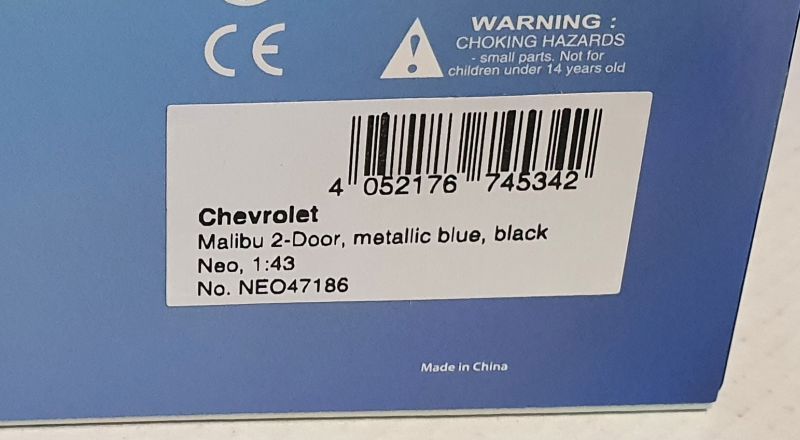 CE
WARNING :
CHOKING HAZARDS
- small parts. Not for
children under 14 years old
4 052176 745342
Chevrolet
Malibu 2-Door, metallic blue, black
Neo, 1:43
No. NEO47186
Made in China